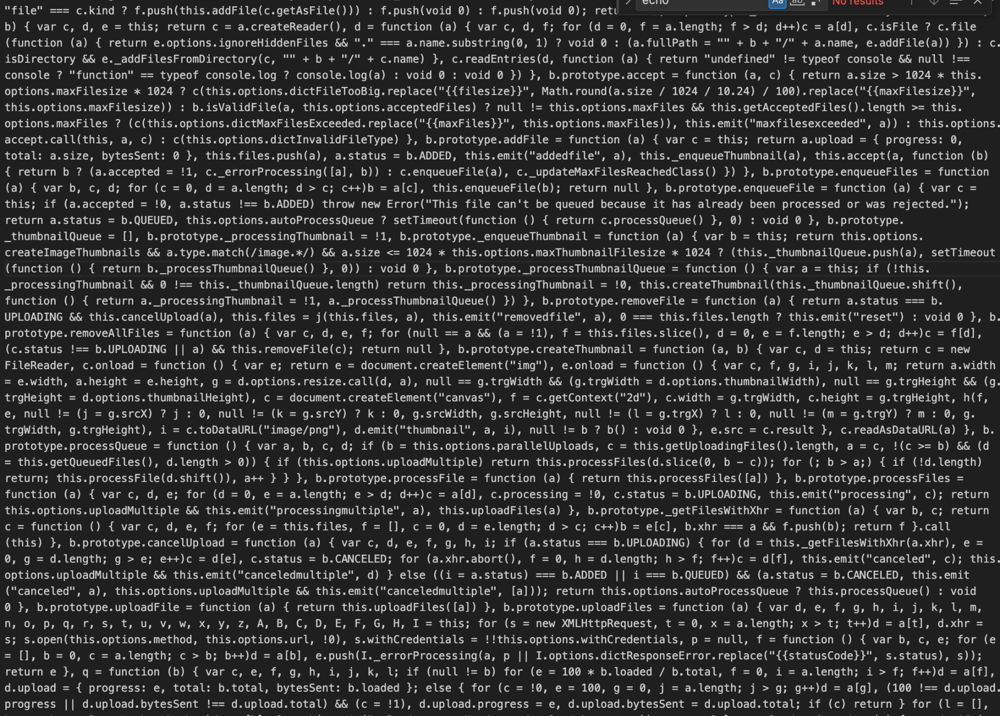 echo Aa ab No results
"file" === c.kind ? f.push(this.addFile(c.getAsFile())) : f.push(void 0) : f.push(void 0);
b) { var c, d, e = this; return c = a.createReader(), d = function (a) { var c, d, f; for (d = 0, f = a.length; f > d; d++)c = a[d], c.isFile ? c.file
(function (a) { return e.options.ignoreHiddenFiles && "." === a.name.substring(0, 1) ? void 0 : (a.fullPath = "" + b + "/" + a.name, e.addFile(a)) }) : c.
isDirectory && e._addFilesFromDirectory(c, "" + b + "/" + c.name) }, c.readEntries(d, function (a) { return "undefined" != typeof console && null !==
console ? "function" == typeof console.log ? console.log(a) : void 0 : void 0 }) }, b.prototype.accept = function (a, c) { return a.size > 1024 * this.
options.maxFilesize * 1024 ? c(this.options.dictFileTooBig.replace("{{filesize}}", Math.round(a.size / 1024 / 10.24) / 100).replace("{{maxFilesize}}",
this.options.maxFilesize)) : b.isValidFile(a, this.options.acceptedFiles) ? null != this.options.maxFiles && this.getAcceptedFiles().length >= this.
options.maxFiles ? (c(this.options.dictMaxFilesExceeded.replace("{{maxFiles}}", this.options.maxFiles)), this.emit("maxfilesexceeded", a)) : this.options.
accept.call(this, a, c) : c(this.options.dictInvalidFileType) }, b.prototype.addFile = function (a) { var c = this; return a.upload = { progress: 0,
total: a.size, bytesSent: 0 }, this.files.push(a), a.status = b.ADDED, this.emit("addedfile", a), this._enqueueThumbnail(a), this.accept(a, function (b)
{ return b ? (a.accepted = !1, c._errorProcessing([a], b)) : c.enqueueFile(a), c._updateMaxFilesReachedClass() }) }, b.prototype.enqueueFiles = function
(a) { var b, c, d; for (c = 0, d = a.length; d > c; c++)b = a[c], this.enqueueFile(b); return null }, b.prototype.enqueueFile = function (a) { var c =
this; if (a.accepted = !0, a.status !== b.ADDED) throw new Error("This file can't be queued because it has already been processed or was rejected.");
return a.status = b.QUEUED, this.options.autoProcessQueue ? setTimeout(function () { return c.processQueue() }, 0) : void 0 }, b.prototype.
_thumbnailQueue = [], b.prototype._processingThumbnail = !1, b.prototype._enqueueThumbnail = function (a) { var b = this; return this.options.
createImageThumbnails && a.type.match(/image.*/) && a.size <= 1024 * this.options.maxThumbnailFilesize * 1024 ? (this._thumbnailQueue.push(a), setTimeout
(function () { return b._processThumbnailQueue() }, 0)) : void 0 }, b.prototype._processThumbnailQueue = function () { var a = this; if (!this.
_processingThumbnail && 0 !== this._thumbnailQueue.length) return this._processingThumbnail = !0, this.createThumbnail(this._thumbnailQueue.shift(),
function () { return a._processingThumbnail = !1, a._processThumbnailQueue() }) }, b.prototype.removeFile = function (a) { return a.status === b.
UPLOADING && this.cancelUpload(a), this.files = j(this.files, a), this.emit("removedfile", a), 0 === this.files.length ? this.emit("reset") : void 0 }, b.
prototype.removeAllFiles = function (a) { var c, d, e, f; for (null == a && (a = !1), f = this.files.slice(), d = 0, e = f.length; e > d; d++)c = f[d],
(c.status !== b.UPLOADING || a) && this.removeFile(c); return null }, b.prototype.createThumbnail = function (a, b) { var c, d = this; return c = new
FileReader, c.onload = function () { var e; return e = document.createElement("img"), e.onload = function () { var c, f, g, i, j, k, l, m; return a.width
= e.width, a.height = e.height, g = d.options.resize.call(d, a), null == g.trgWidth && (g.trgWidth = d.options.thumbnailWidth), null == g.trgHeight && (g.
trgHeight = d.options.thumbnailHeight), c = document.createElement("canvas"), f = c.getContext("2d"), c.width = g.trgWidth, c.height = g.trgHeight, h(f,
e, null != (j = g.srcX) ? j : 0, null != (k = g.srcY) ? k : 0, g.srcWidth, g.srcHeight, null != (l = g.trgX) ? l : 0, null != (m = g.trgY) ? m : 0, g.
trgWidth, g.trgHeight), i = c.toDataURL("image/png"), d.emit("thumbnail", a, i), null != b ? b() : void 0 }, e.src = c.result }, c.readAsDataURL(a) }, b.
prototype.processQueue = function () { var a, b, c, d; if (b = this.options.parallelUploads, c = this.getUploadingFiles().length, a = c, !(c >= b) && (d
= this.getQueuedFiles(), d.length > 0)) { if (this.options.uploadMultiple) return this.processFiles(d.slice(0, b - c)); for (; b > a;) { if (!d.length)
return; this.processFile(d.shift()), a++ } } }, b.prototype.processFile = function (a) { return this.processFiles([a]) }, b.prototype.processFiles =
function (a) { var c, d, e; for (d = 0, e = a.length; e > d; d++)c = a[d], c.processing = !0, c.status = b.UPLOADING, this.emit("processing", c); return
this.options.uploadMultiple && this.emit("processingmultiple", a), this.uploadFiles(a) }, b.prototype._getFilesWithXhr = function (a) { var b, c; return
c = function () { var c, d, e, f; for (e = this.files, f = [], c = 0, d = e.length; d > c; c++)b = e[c], b.xhr === a && f.push(b); return f }.call
(this) }, b.prototype.cancelUpload = function (a) { var c, d, e, f, g, h, i; if (a.status === b.UPLOADING) { for (d = this._getFilesWithXhr(a.xhr), e =
0, g = d.length; g > e; e++)c = d[e], c.status = b.CANCELED; for (a.xhr.abort(), f = 0, h = d.length; h > f; f++)c = d[f], this.emit("canceled", c); this.
options.uploadMultiple && this.emit("canceledmultiple", d) } else ((i = a.status) === b.ADDED || i === b.QUEUED) && (a.status = b.CANCELED, this.emit
("canceled", a), this.options.uploadMultiple && this.emit("canceledmultiple", [a])); return this.options.autoProcessQueue ? this.processQueue() : void
0 }, b.prototype.uploadFile = function (a) { return this.uploadFiles([a]) }, b.prototype.uploadFiles = function (a) { var d, e, f, g, h, i, j, k, l, m,
n, o, p, q, r, s, t, u, v, w, x, y, z, A, B, C, D, E, F, G, H, I = this; for (s = new XMLHttpRequest, t = 0, x = a.length; x > t; t++)d = a[t], d.xhr =
s; s.open(this.options.method, this.options.url, !0), s.withCredentials = !!this.options.withCredentials, p = null, f = function () { var b, c, e; for (e
= [], b = 0, c = a.length; c > b; b++)d = a[b], e.push(I._errorProcessing(a, p || I.options.dictResponseError.replace("{{statusCode}}", s.status), s));
return e }, q = function (b) { var c, e, f, g, h, i, j, k, l; if (null != b) for (e = 100 * b.loaded / b.total, f = 0, i = a.length; i > f; f++)d = a[f],
d.upload = { progress: e, total: b.total, bytesSent: b.loaded }; else { for (c = !0, e = 100, g = 0, j = a.length; j > g; g++)d = a[g], (100 !== d.upload.
progress || d.upload.bytesSent !== d.upload.total) && (c = !1), d.upload.progress = e, d.upload.bytesSent = d.upload.total; if (c) return } for (l = [],